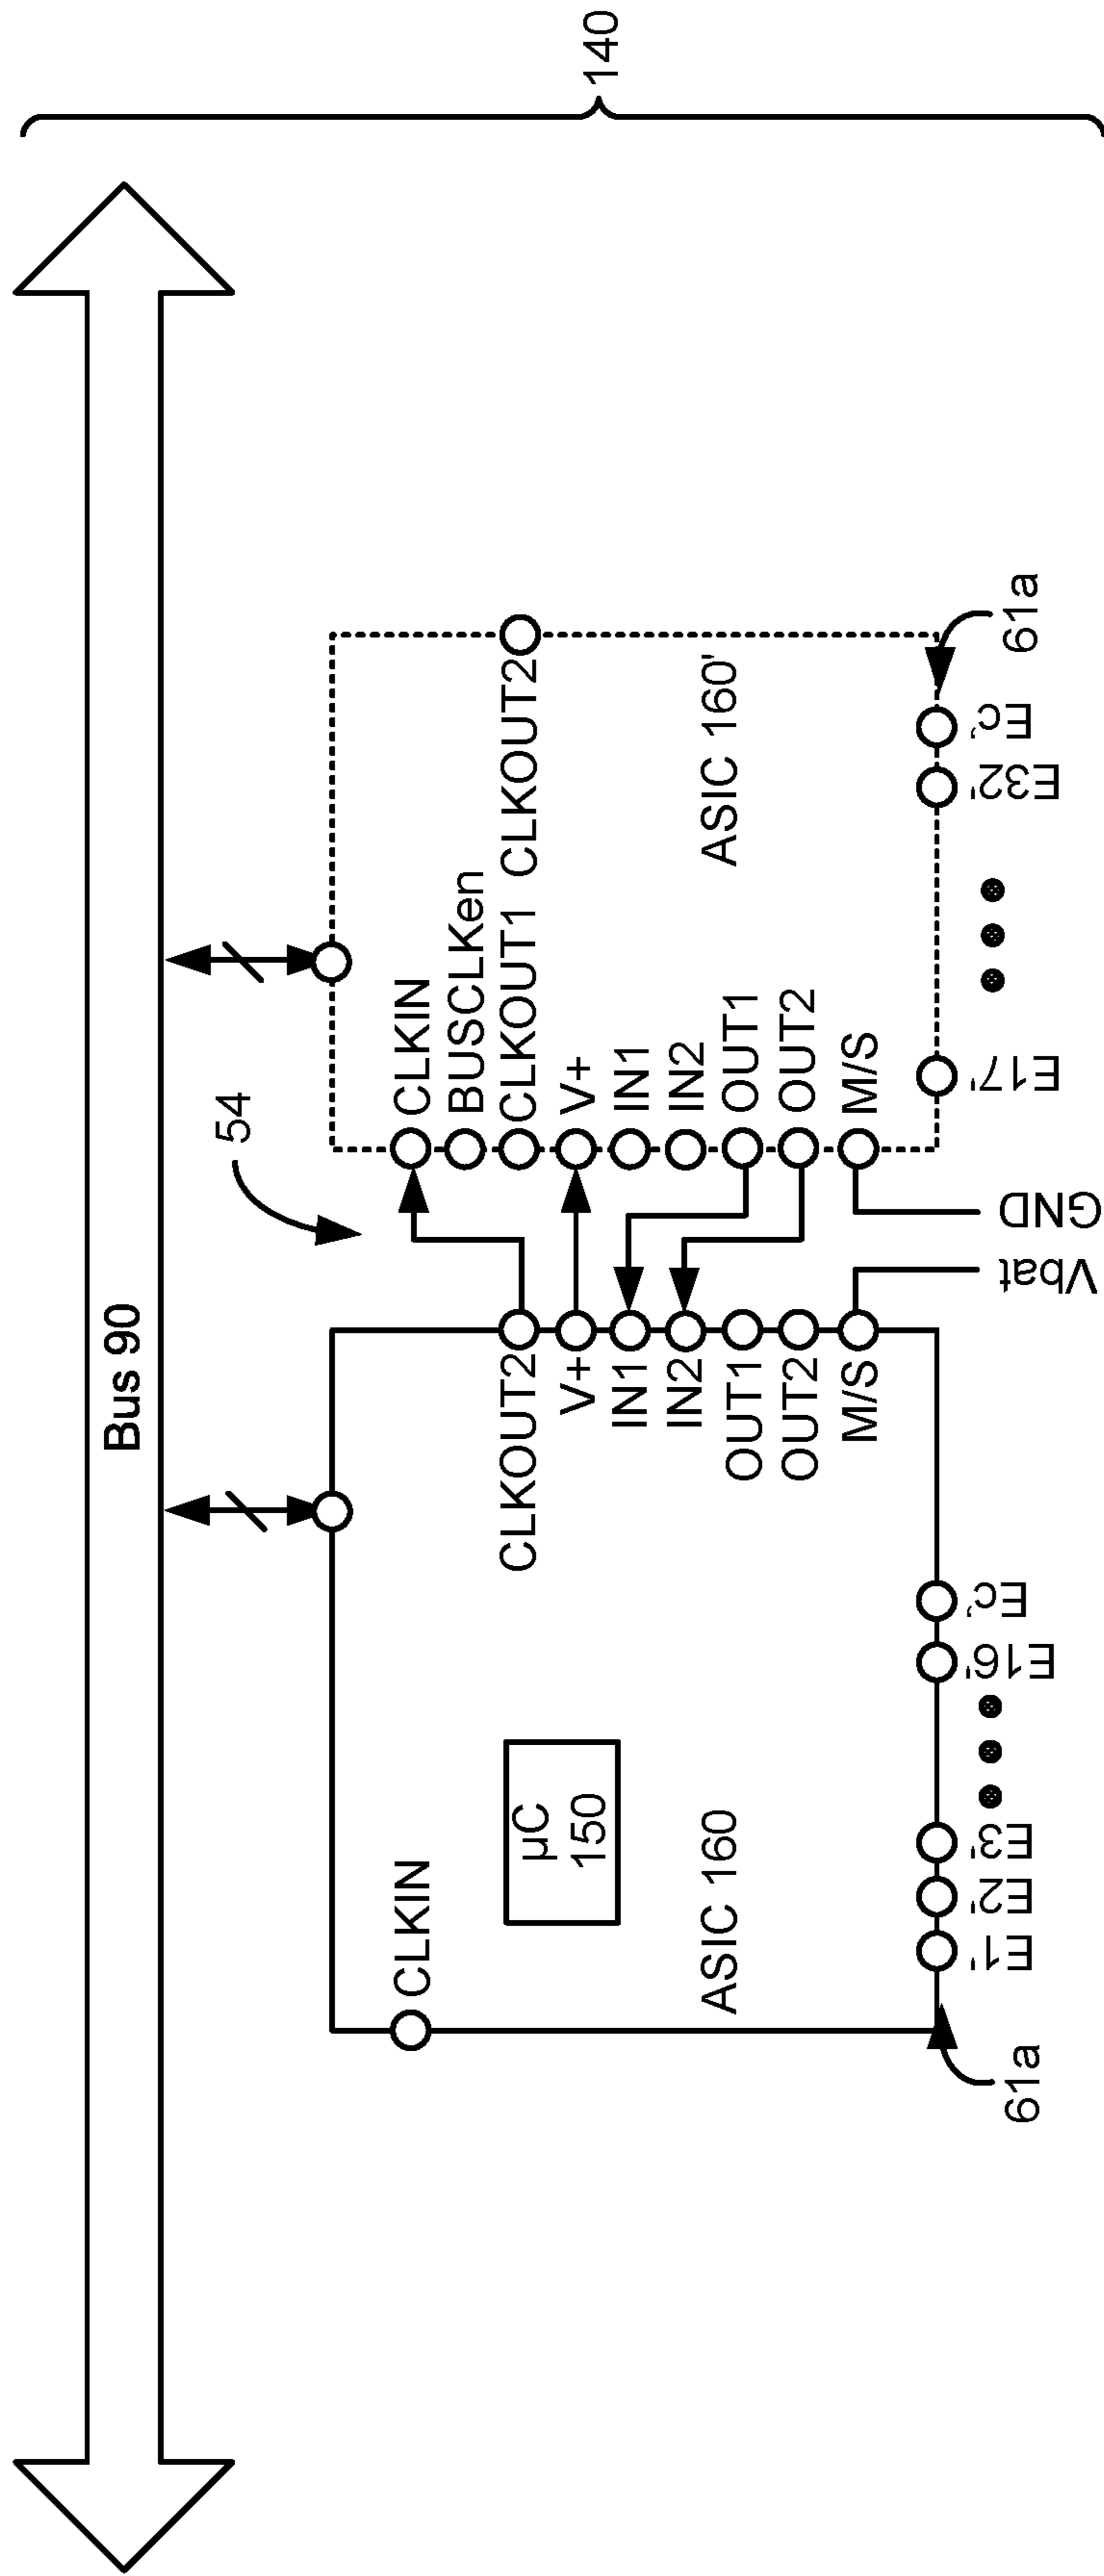 Bus 90
140
54
CLKIN
µC
150
ASIC 160
CLKOUT2
V+
IN1
IN2
OUT1
OUT2
M/S
Vbat
GND
E1'
E2'
E3'
E16'
Ec'
61a
CLKIN
BUSCLKen
CLKOUT1 CLKOUT2
V+
IN1
IN2
OUT1
OUT2
M/S
ASIC 160'
E17'
E32'
Ec'
61a